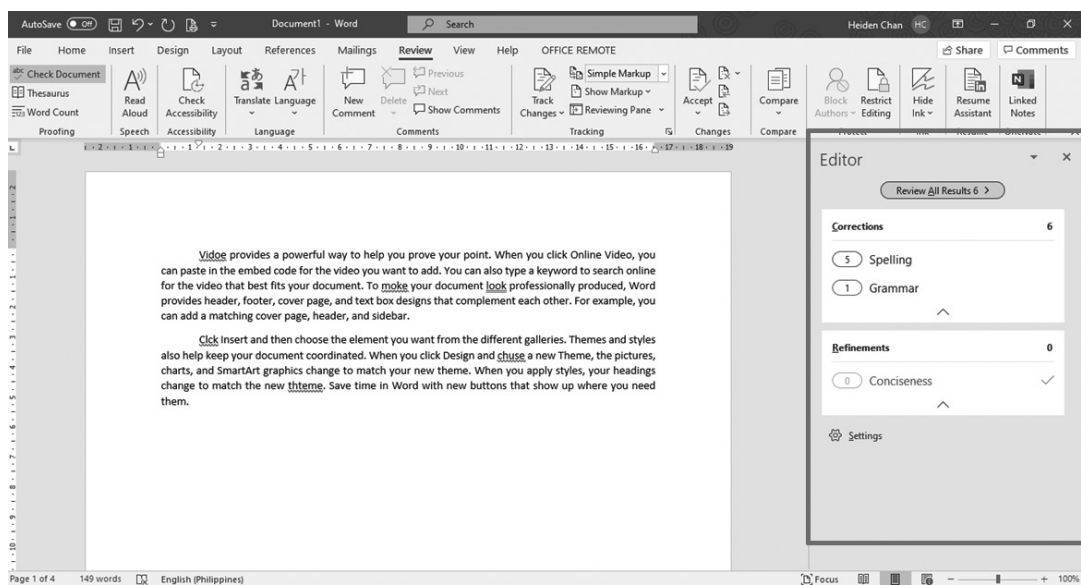 AutoSave Off Document1 - Word Search Heiden Chan HC
File Home Insert Design Layout References Mailings Review View Help OFFICE REMOTE Share Comments
abc Check Document
Thesaurus
Word Count
Proofing
Read
Aloud
Speech
Check
Accessibility
Accessibility
Translate Language
Language
New
Comment
Delete
Previous
Next
Show Comments
Comments
Track
Changes
Simple Markup
Show Markup
Reviewing Pane
Tracking
Accept
Changes
Compare
Compare
Block
Authors
Restrict
Editing
Hide
Ink
Resume
Assistant
Linked
Notes
Editor
Review All Results 6
Corrections 6
5 Spelling
1 Grammar
Refinements 0
0 Conciseness
Settings
Vidoe provides a powerful way to help you prove your point. When you click Online Video, you
can paste in the embed code for the video you want to add. You can also type a keyword to search online
for the video that best fits your document. To moke your document look professionally produced, Word
provides header, footer, cover page, and text box designs that complement each other. For example, you
can add a matching cover page, header, and sidebar.
Clck Insert and then choose the element you want from the different galleries. Themes and styles
also help keep your document coordinated. When you click Design and chuse a new Theme, the pictures,
charts, and SmartArt graphics change to match your new theme. When you apply styles, your headings
change to match the new thteme. Save time in Word with new buttons that show up where you need
them.
Page 1 of 4 149 words English (Philippines) Focus 100%